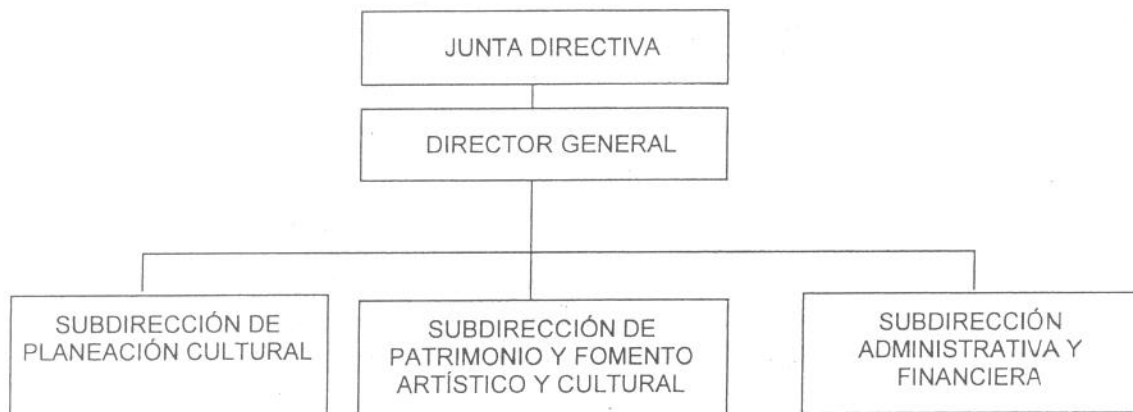 JUNTA DIRECTIVA
DIRECTOR GENERAL
SUBDIRECCIÓN DE
PLANEACIÓN CULTURAL
SUBDIRECCIÓN DE
PATRIMONIO Y FOMENTO
ARTÍSTICO Y CULTURAL
SUBDIRECCIÓN
ADMINISTRATIVA Y
FINANCIERA